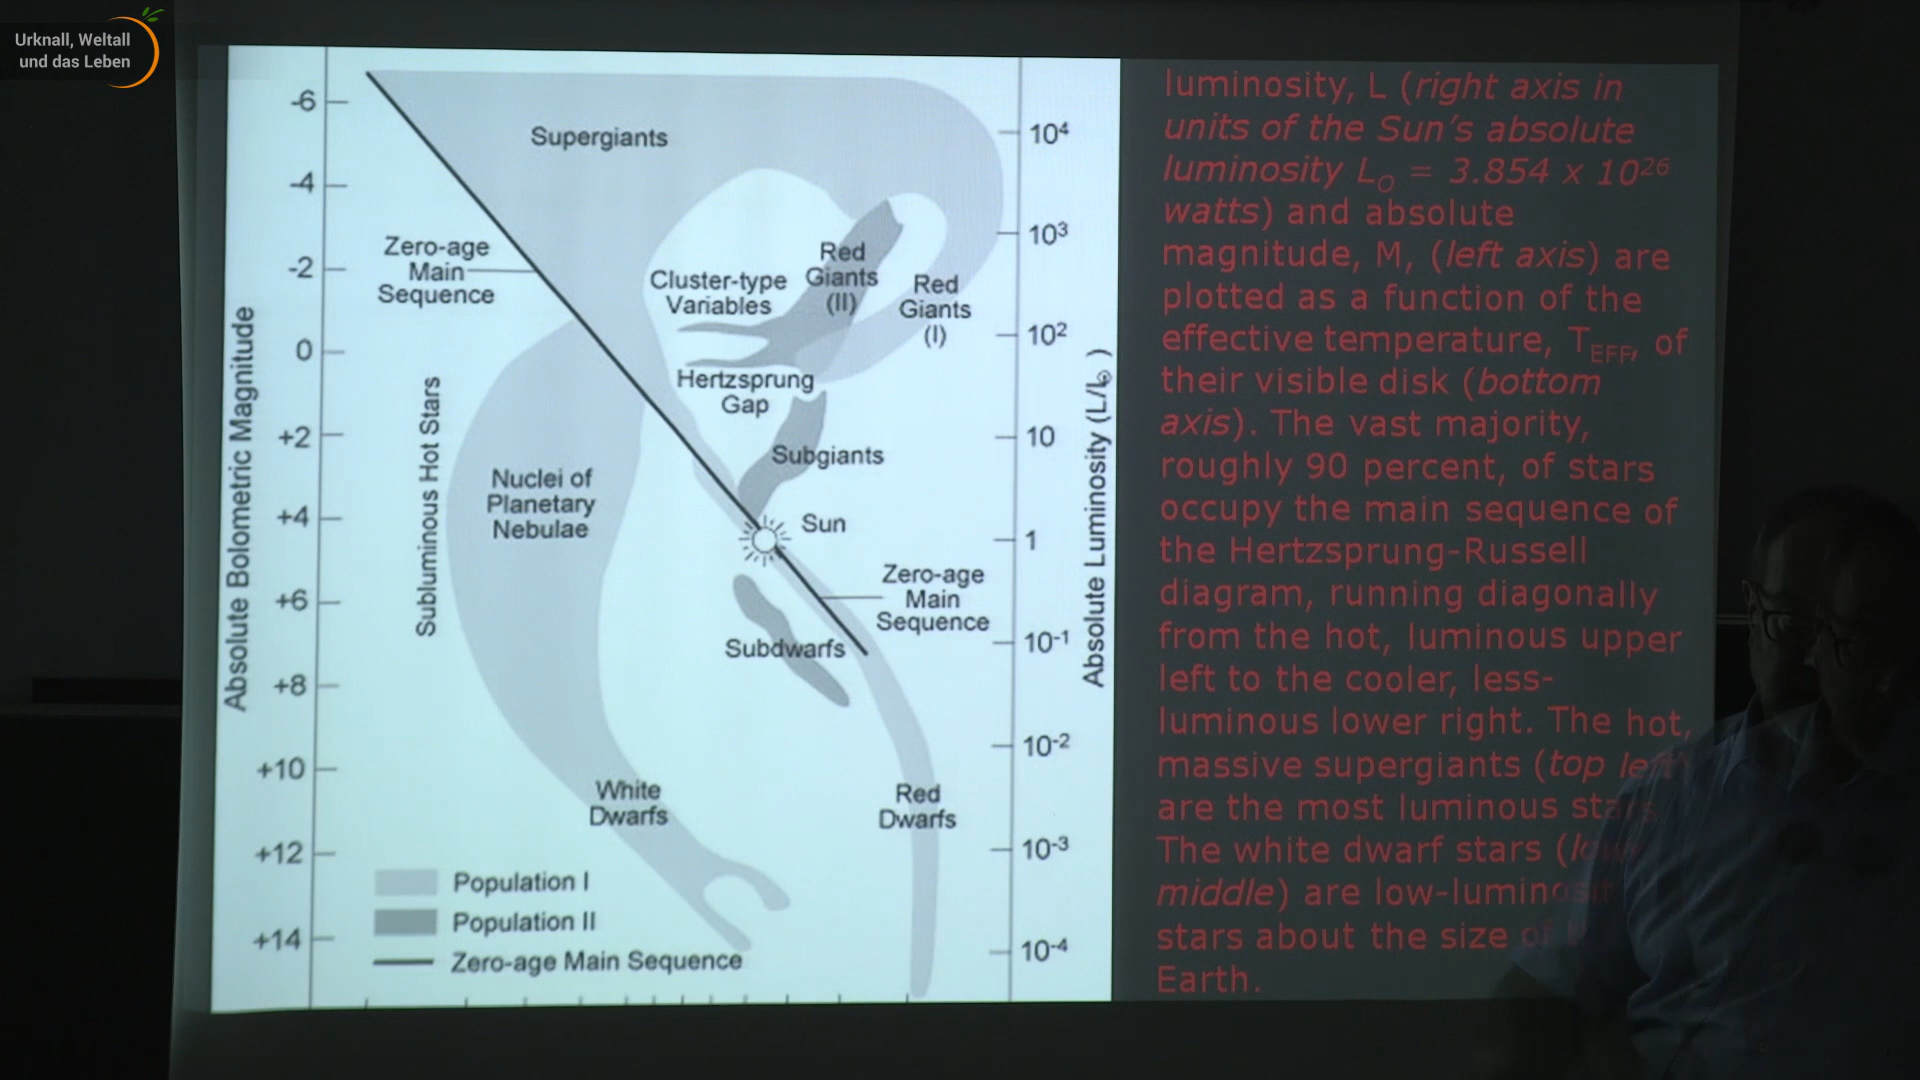 Urknall, Weltall
und das Leben
-6
-4
-2
0
+2
+4
+6
+8
+10
+12
+14
Absolute Bolometric Magnitude
Subluminous Hot Stars
Supergiants
Zero-age
Main
Sequence
Cluster-type
Variables
Red
Giants
(II)
Red
Giants
(I)
Hertzsprung
Gap
Subgiants
Nuclei of
Planetary
Nebulae
Sun
Zero-age
Main
Sequence
Subdwarfs
White
Dwarfs
Red
Dwarfs
Population I
Population II
Zero-age Main Sequence
10⁴
10³
10²
10
1
10⁻¹
10⁻²
10⁻³
10⁻⁴
Absolute Luminosity (L/L☉)
luminosity, L (right axis in
units of the Sun's absolute
luminosity L_O = 3.854 x 10²⁶
watts) and absolute
magnitude, M, (left axis) are
plotted as a function of the
effective temperature, T_EFF, of
their visible disk (bottom
axis). The vast majority,
roughly 90 percent, of stars
occupy the main sequence of
the Hertzsprung-Russell
diagram, running diagonally
from the hot, luminous upper
left to the cooler, less-
luminous lower right. The hot,
massive supergiants (top left)
are the most luminous stars.
The white dwarf stars (
middle) are low-luminosity
stars about the size of
Earth.